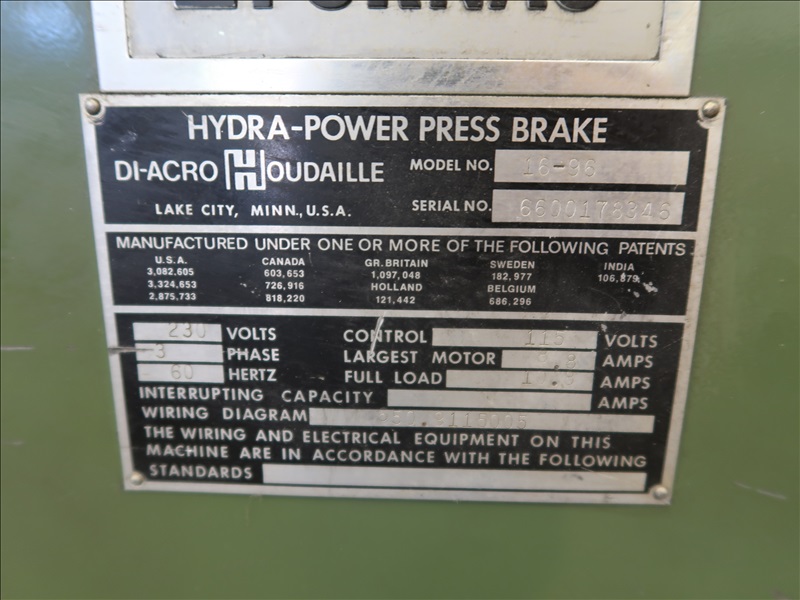 HYDRA-POWER PRESS BRAKE
DI-ACRO HOUDAILLE
LAKE CITY, MINN., U.S.A.
MODEL NO. 16-96
SERIAL NO. 6600178346
MANUFACTURED UNDER ONE OR MORE OF THE FOLLOWING PATENTS
U.S.A. CANADA GR.BRITAIN SWEDEN INDIA
3,082,605 603,653 1,097,048 182,977 106,879
3,324,653 726,916 HOLLAND BELGIUM
2,875,733 818,220 121,442 686,296
230 VOLTS CONTROL 115 VOLTS
3 PHASE LARGEST MOTOR AMPS
60 HERTZ FULL LOAD AMPS
INTERRUPTING CAPACITY AMPS
WIRING DIAGRAM
THE WIRING AND ELECTRICAL EQUIPMENT ON THIS
MACHINE ARE IN ACCORDANCE WITH THE FOLLOWING
STANDARDS